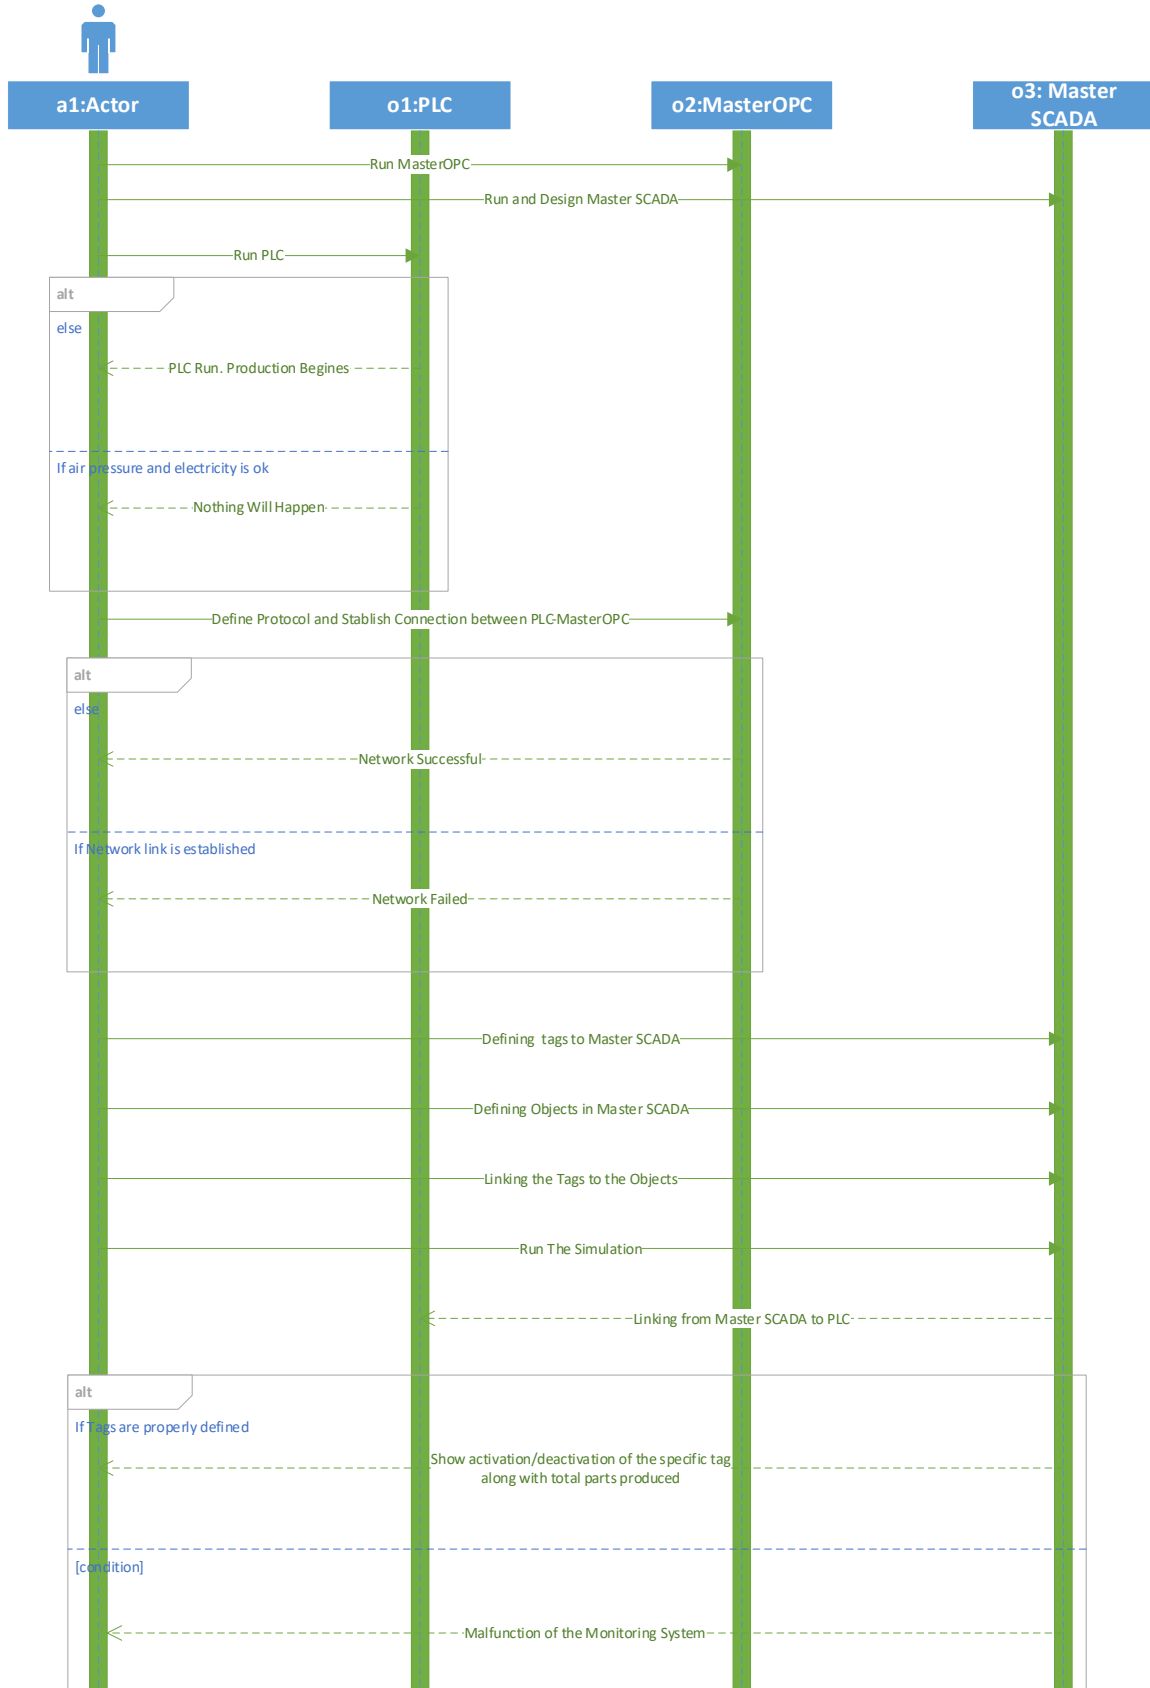 a1:Actor
o1:PLC
o2:MasterOPC
o3: Master
SCADA
Run MasterOPC
Run and Design Master SCADA
Run PLC
alt
else
PLC Run. Production Begines
If air pressure and electricity is ok
Nothing Will Happen
Define Protocol and Stablish Connection between PLC-MasterOPC
alt
else
Network Successful
If Network link is established
Network Failed
Defining tags to Master SCADA
Defining Objects in Master SCADA
Linking the Tags to the Objects
Run The Simulation
Linking from Master SCADA to PLC
alt
If Tags are properly defined
Show activation/deactivation of the specific tag
along with total parts produced
[condition]
Malfunction of the Monitoring System